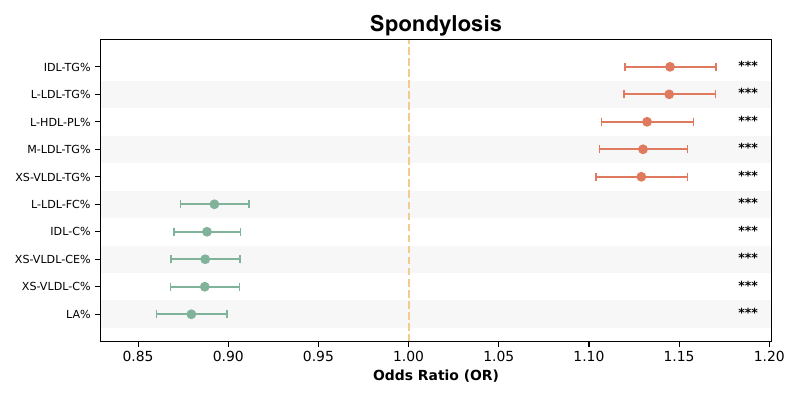 Spondylosis
IDL-TG% ***
L-LDL-TG% ***
L-HDL-PL% ***
M-LDL-TG% ***
XS-VLDL-TG% ***
L-LDL-FC% ***
IDL-C% ***
XS-VLDL-CE% ***
XS-VLDL-C% ***
LA% ***
0.85 0.90 0.95 1.00 1.05 1.10 1.15 1.20
Odds Ratio (OR)